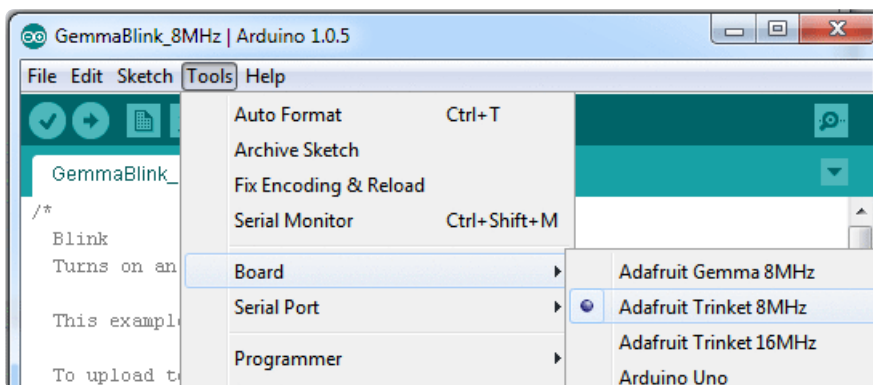 GemmaBlink_8MHz | Arduino 1.0.5
File Edit Sketch Tools Help
Auto Format Ctrl+T
Archive Sketch
GemmaBlink_
Fix Encoding & Reload
/*
Serial Monitor Ctrl+Shift+M
Blink
Turns on an
Board
Adafruit Gemma 8MHz
Serial Port
Adafruit Trinket 8MHz
This
Adafruit Trinket 16MHz
Programmer
To upload
Arduino Uno